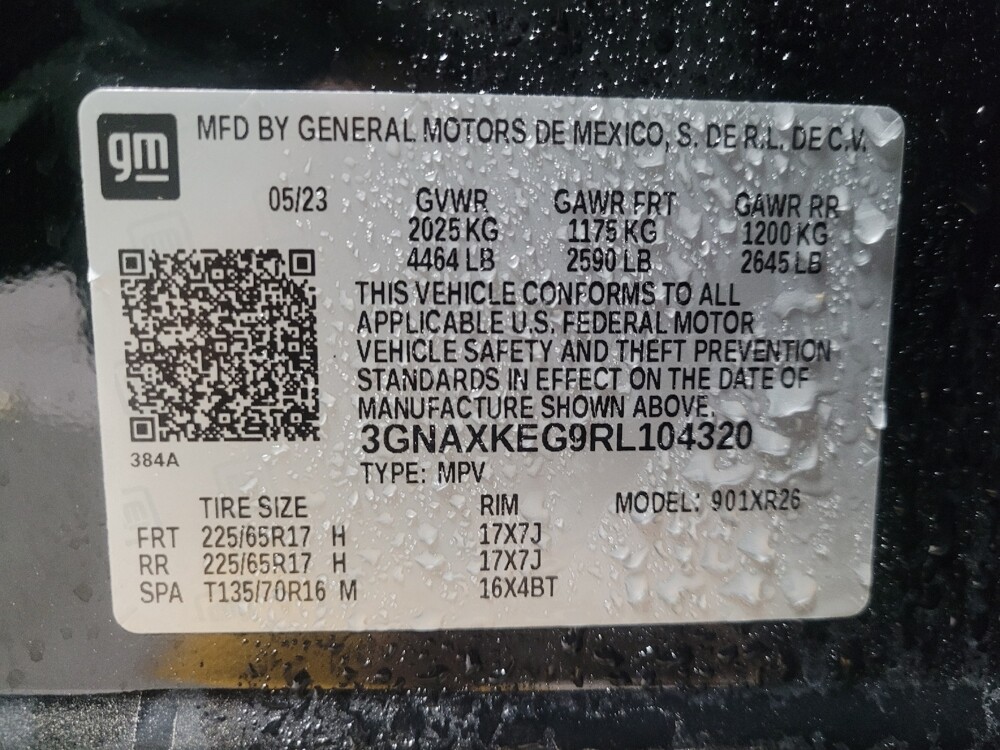 gm MFD BY GENERAL MOTORS DE MEXICO, S. DE R.L. DE C.V.
05/23 GVWR GAWR FRT GAWR RR
2025 KG 1175 KG 1200 KG
4464 LB 2590 LB 2645 LB
THIS VEHICLE CONFORMS TO ALL
APPLICABLE U.S. FEDERAL MOTOR
VEHICLE SAFETY AND THEFT PREVENTION
STANDARDS IN EFFECT ON THE DATE OF
MANUFACTURE SHOWN ABOVE.
3GNAXKEG9RL104320
384A
TYPE: MPV
TIRE SIZE RIM MODEL: 901XR26
FRT 225/65R17 H 17X7J
RR 225/65R17 H 17X7J
SPA T135/70R16 M 16X4BT